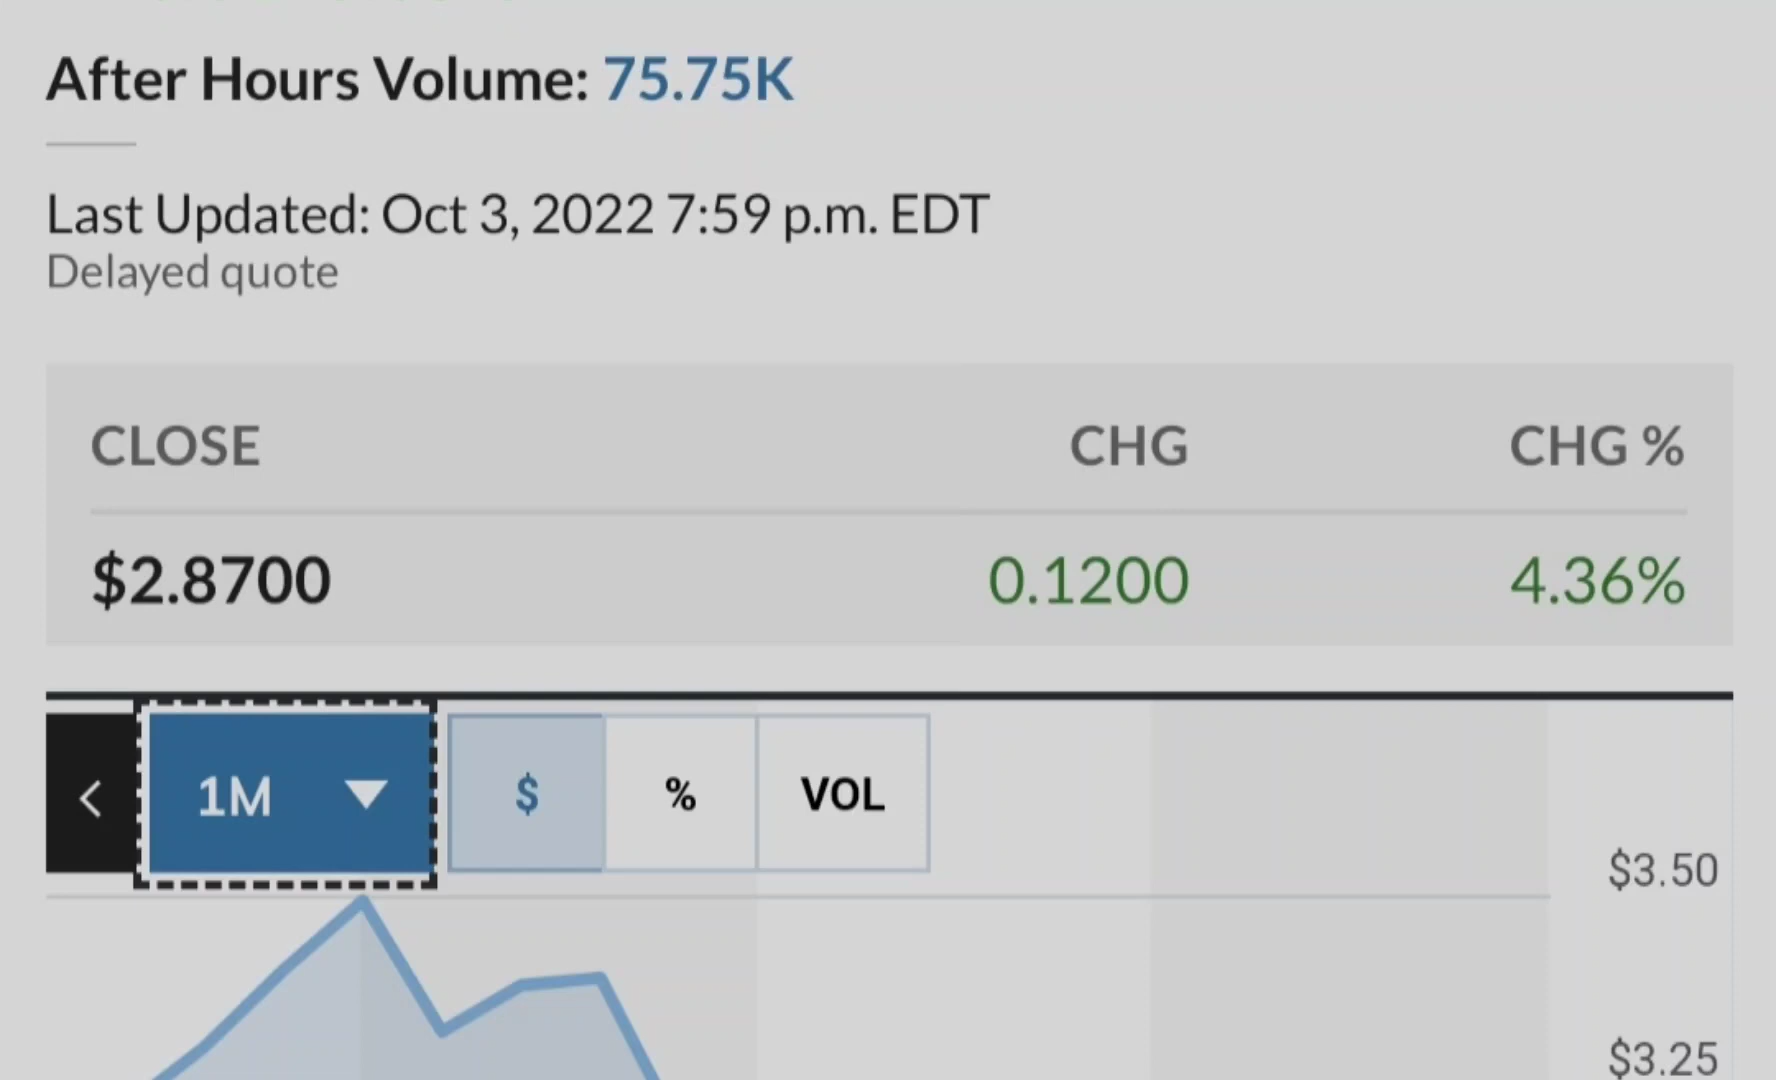 After Hours Volume: 75.75K
Last Updated: Oct 3, 2022 7:59 p.m. EDT
Delayed quote
CLOSE CHG CHG %
$2.8700 0.1200 4.36%
1M $ % VOL
$3.50
$3.25